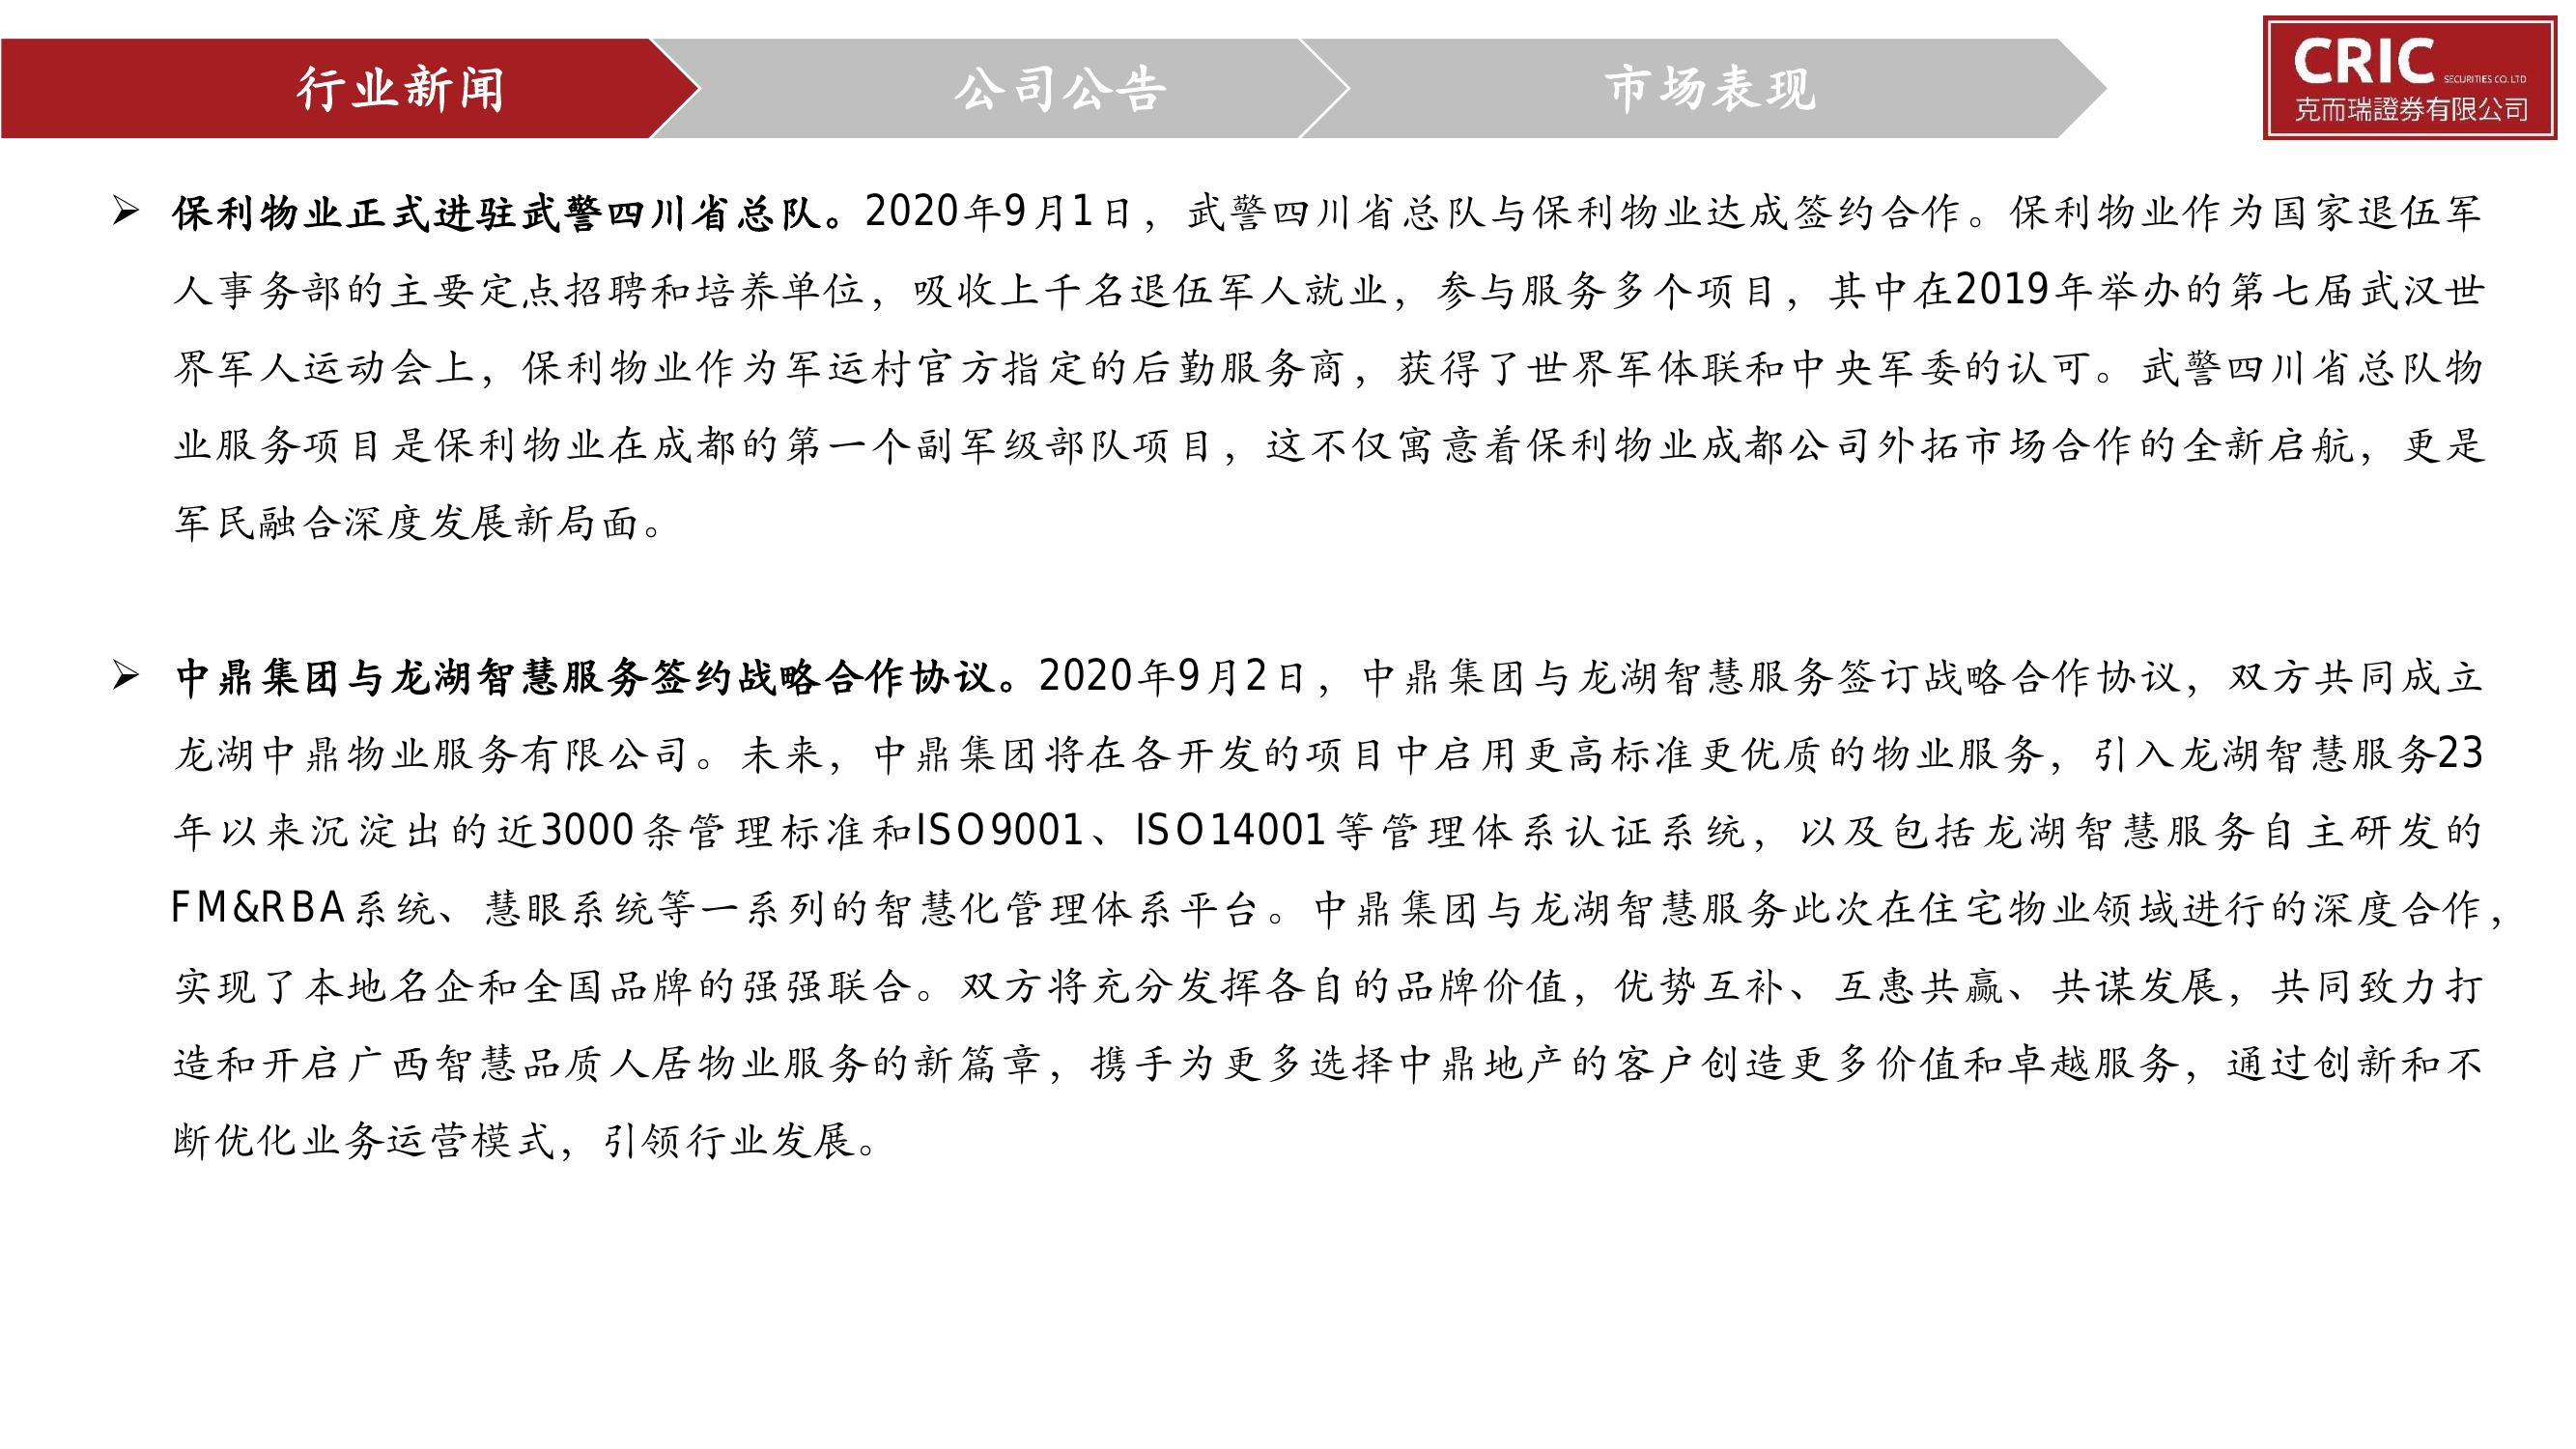 行业新闻
公司公告
市场表现
CRIC SECURITIES CO. LTD
克而瑞證券有限公司
➢ 保利物业正式进驻武警四川省总队。2020年9月1日，武警四川省总队与保利物业达成签约合作。保利物业作为国家退伍军
人事务部的主要定点招聘和培养单位，吸收上千名退伍军人就业，参与服务多个项目，其中在2019年举办的第七届武汉世
界军人运动会上，保利物业作为军运村官方指定的后勤服务商，获得了世界军体联和中央军委的认可。武警四川省总队物
业服务项目是保利物业在成都的第一个副军级部队项目，这不仅寓意着保利物业成都公司外拓市场合作的全新启航，更是
军民融合深度发展新局面。
➢ 中鼎集团与龙湖智慧服务签约战略合作协议。2020年9月2日，中鼎集团与龙湖智慧服务签订战略合作协议，双方共同成立
龙湖中鼎物业服务有限公司。未来，中鼎集团将在各开发的项目中启用更高标准更优质的物业服务，引入龙湖智慧服务23
年以来沉淀出的近3000条管理标准和ISO9001、ISO14001等管理体系认证系统，以及包括龙湖智慧服务自主研发的
FM&RBA系统、慧眼系统等一系列的智慧化管理体系平台。中鼎集团与龙湖智慧服务此次在住宅物业领域进行的深度合作，
实现了本地名企和全国品牌的强强联合。双方将充分发挥各自的品牌价值，优势互补、互惠共赢、共谋发展，共同致力打
造和开启广西智慧品质人居物业服务的新篇章，携手为更多选择中鼎地产的客户创造更多价值和卓越服务，通过创新和不
断优化业务运营模式，引领行业发展。